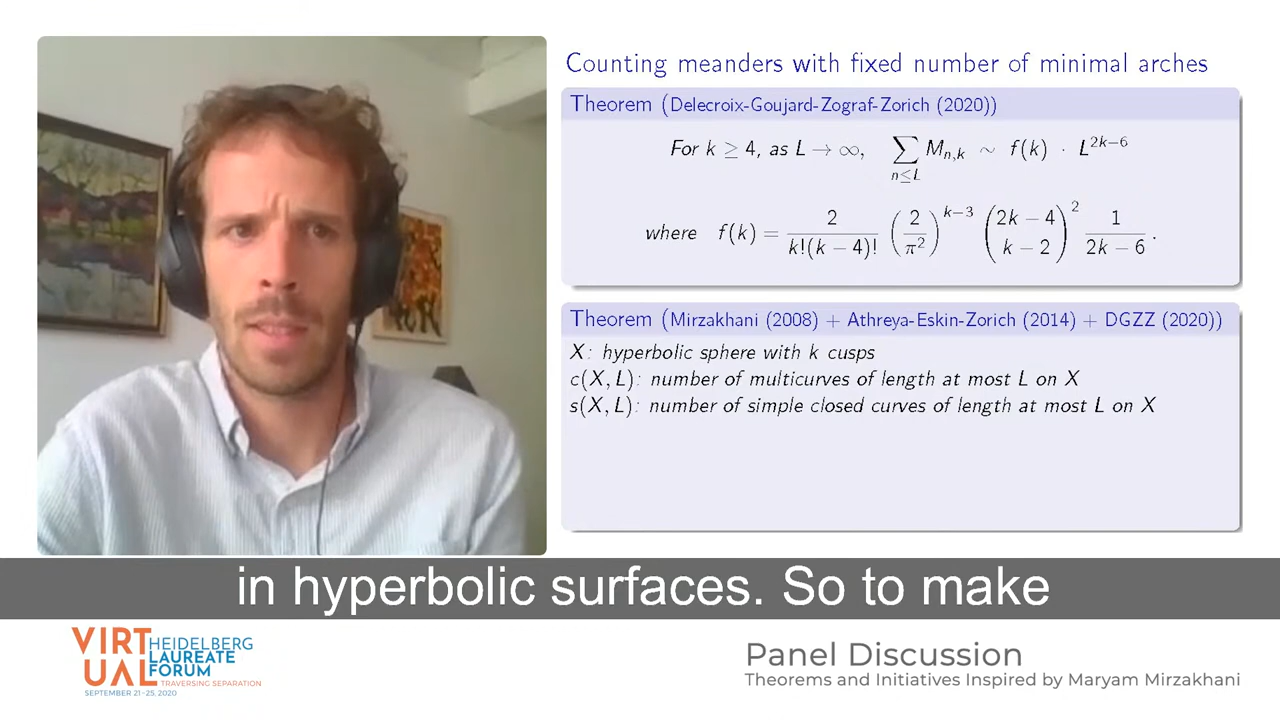 Counting meanders with fixed number of minimal arches
Theorem (Delecroix-Goujard-Zograf-Zorich (2020))
For k ≥ 4, as L → ∞, ∑_{n≤L} M_{n,k} ∼ f(k) · L^{2k−6}
where f(k) = 2/(k!(k−4)!) (2/π²)^{k−3} (2k−4 choose k−2)² 1/(2k−6) .
Theorem (Mirzakhani (2008) + Athreya-Eskin-Zorich (2014) + DGZZ (2020))
X: hyperbolic sphere with k cusps
c(X, L): number of multicurves of length at most L on X
s(X, L): number of simple closed curves of length at most L on X
in hyperbolic surfaces. So to make
VIRTUAL HEIDELBERG
LAUREATE
FORUM
TRAVERSING SEPARATION
SEPTEMBER 21–25, 2020
Panel Discussion
Theorems and Initiatives Inspired by Maryam Mirzakhani